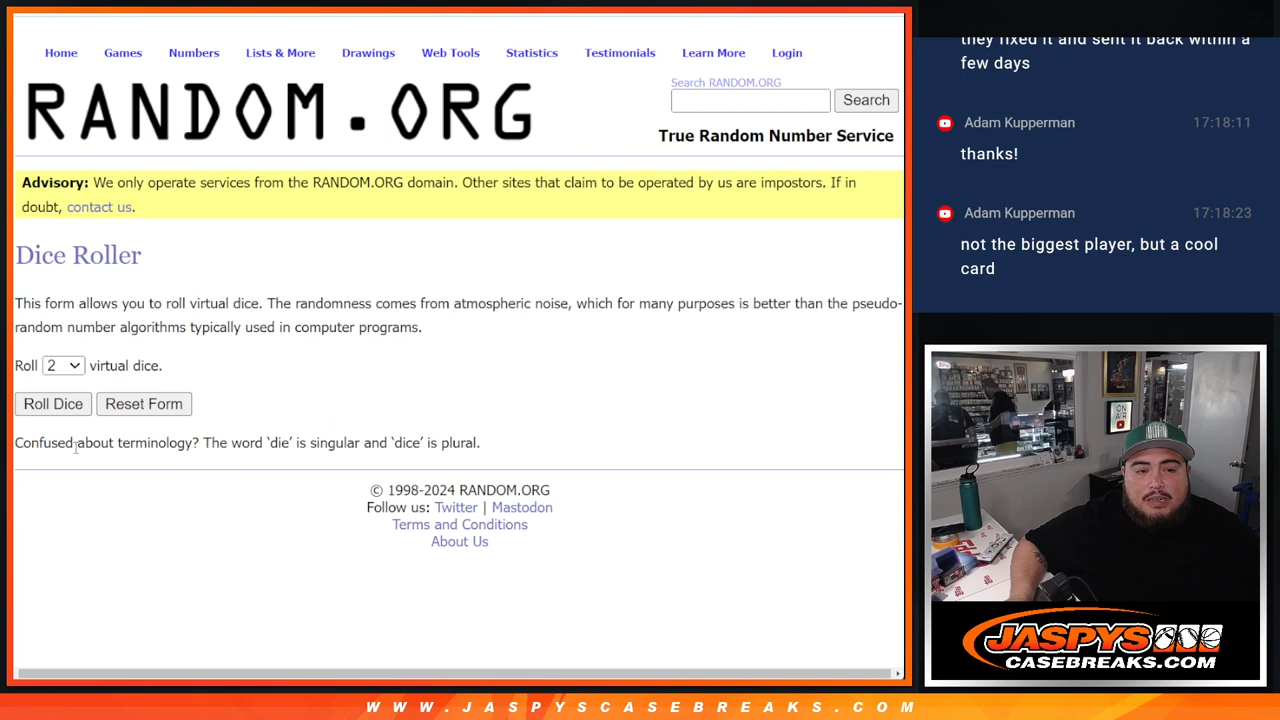 Home Games Numbers Lists & More Drawings Web Tools Statistics Testimonials Learn More Login
RANDOM.ORG
Search RANDOM.ORG
Search
True Random Number Service
Advisory: We only operate services from the RANDOM.ORG domain. Other sites that claim to be operated by us are impostors. If in
doubt, contact us.
Dice Roller
This form allows you to roll virtual dice. The randomness comes from atmospheric noise, which for many purposes is better than the pseudo-
random number algorithms typically used in computer programs.
Roll 2 virtual dice.
Roll Dice Reset Form
Confused about terminology? The word ‘die’ is singular and ‘dice’ is plural.
© 1998-2024 RANDOM.ORG
Follow us: Twitter | Mastodon
Terms and Conditions
About Us
they fixed it and sent it back within a
few days
Adam Kupperman 17:18:11
thanks!
Adam Kupperman 17:18:23
not the biggest player, but a cool
card
ON
AIR
JASPYS
CASEBREAKS.COM
WWW.JASPYSCASEBREAKS.COM